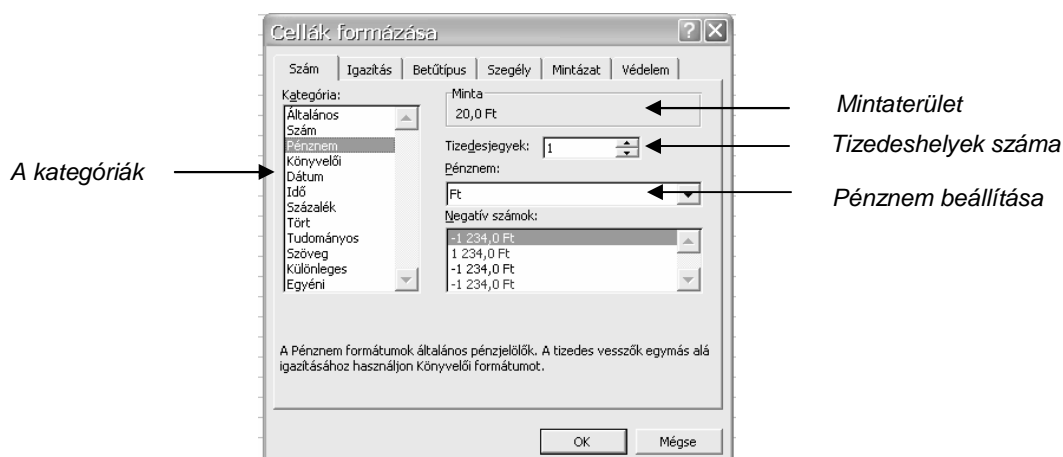 Cellák formázása
Szám Igazítás Betűtípus Szegély Mintázat Védelem
Kategória:
Általános
Szám
Pénznem
Könyvelői
Dátum
Idő
Százalék
Tört
Tudományos
Szöveg
Különleges
Egyéni
Minta
20,0 Ft
Tizedesjegyek: 1
Pénznem:
Ft
Negatív számok:
-1 234,0 Ft
1 234,0 Ft
-1 234,0 Ft
-1 234,0 Ft
A Pénznem formátumok általános pénzjelölők. A tizedes vesszők egymás alá
igazításához használjon Könyvelői formátumot.
OK Mégse
A kategóriák
Mintaterület
Tizedeshelyek száma
Pénznem beállítása